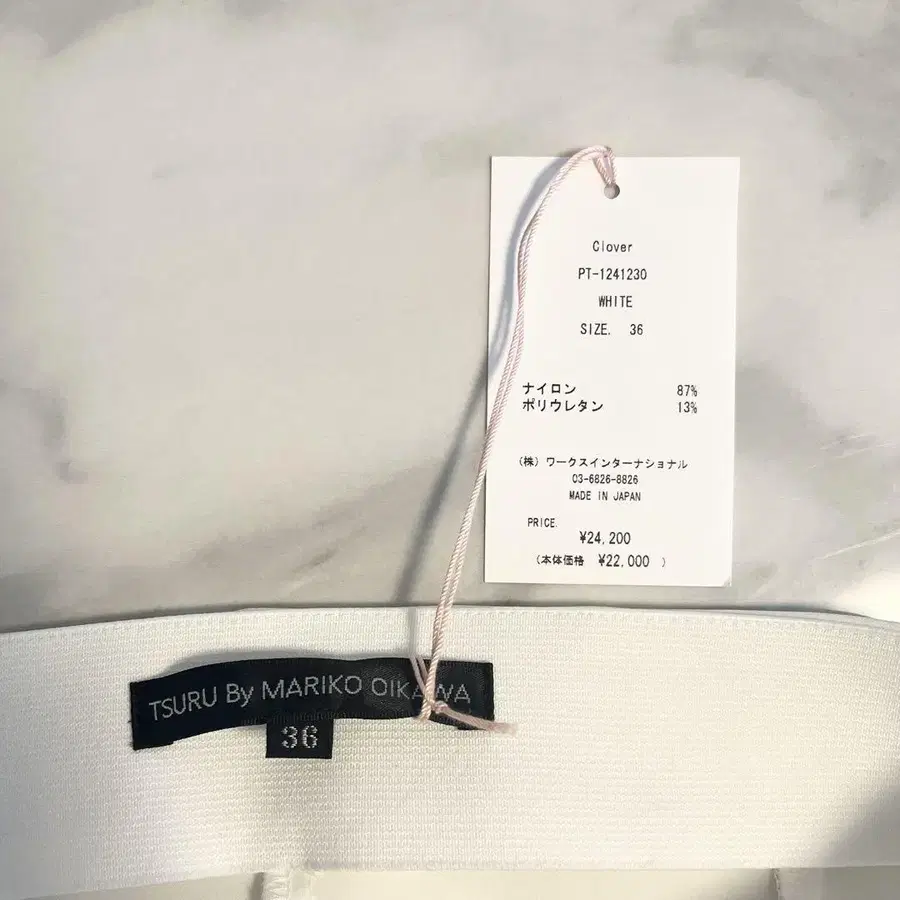 Clover
PT-1241230
WHITE
SIZE. 36
ナイロン 87%
ポリウレタン 13%
(株) ワークスインターナショナル
03-6826-8826
MADE IN JAPAN
PRICE.
¥24,200
(本体価格 ¥22,000 )
TSURU By MARIKO OIKAWA
36